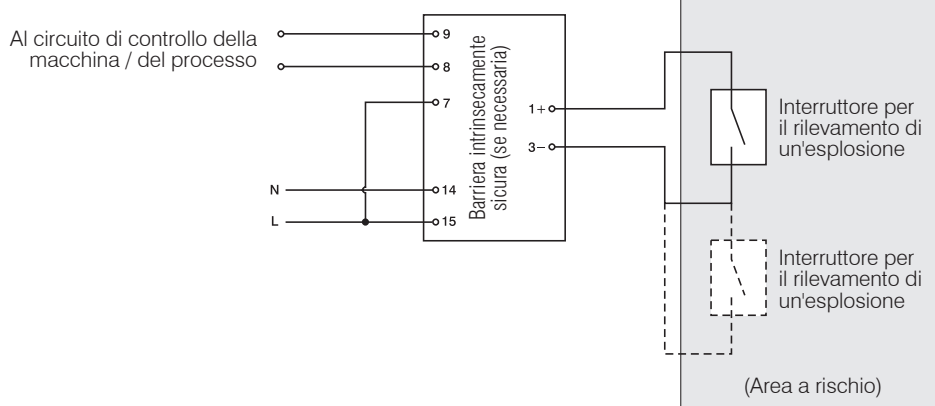 Al circuito di controllo della
macchina / del processo
9
8
7
14
15
N
L
Barriera intrinsecamente
sicura (se necessaria)
1+
3–
Interruttore per
il rilevamento di
un'esplosione
Interruttore per
il rilevamento di
un'esplosione
(Area a rischio)